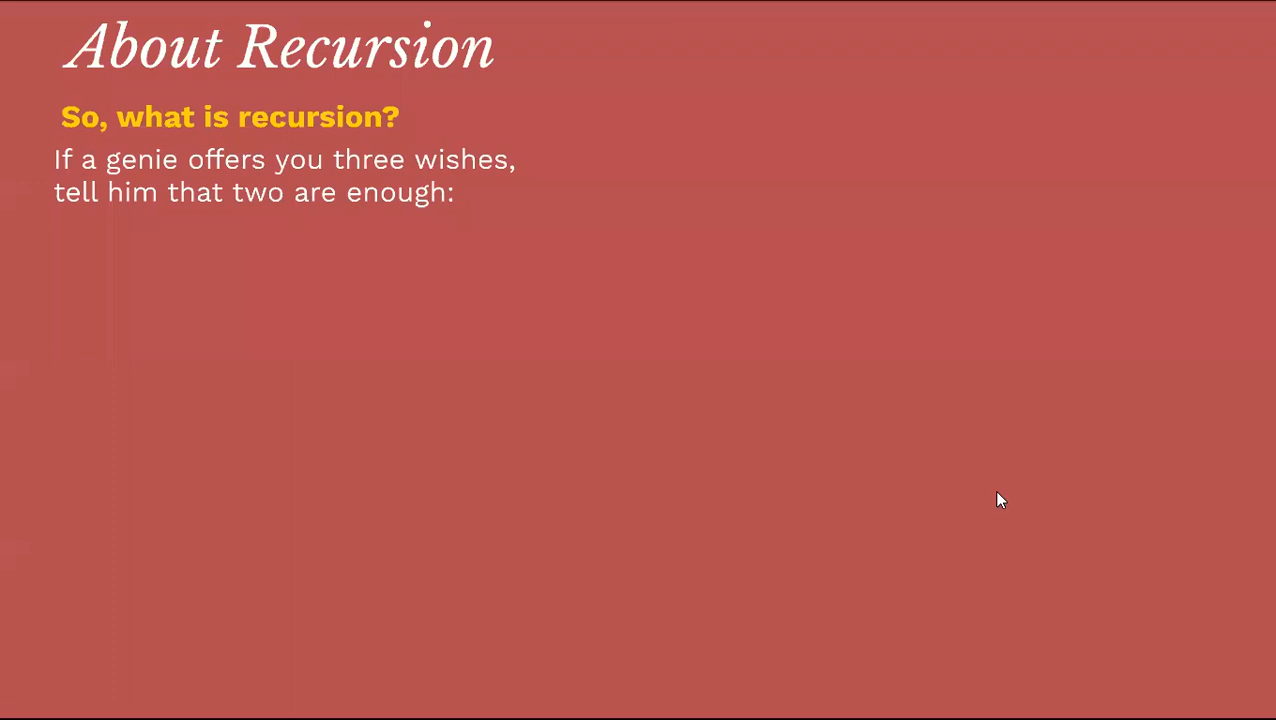 About Recursion
So, what is recursion?
If a genie offers you three wishes,
tell him that two are enough: